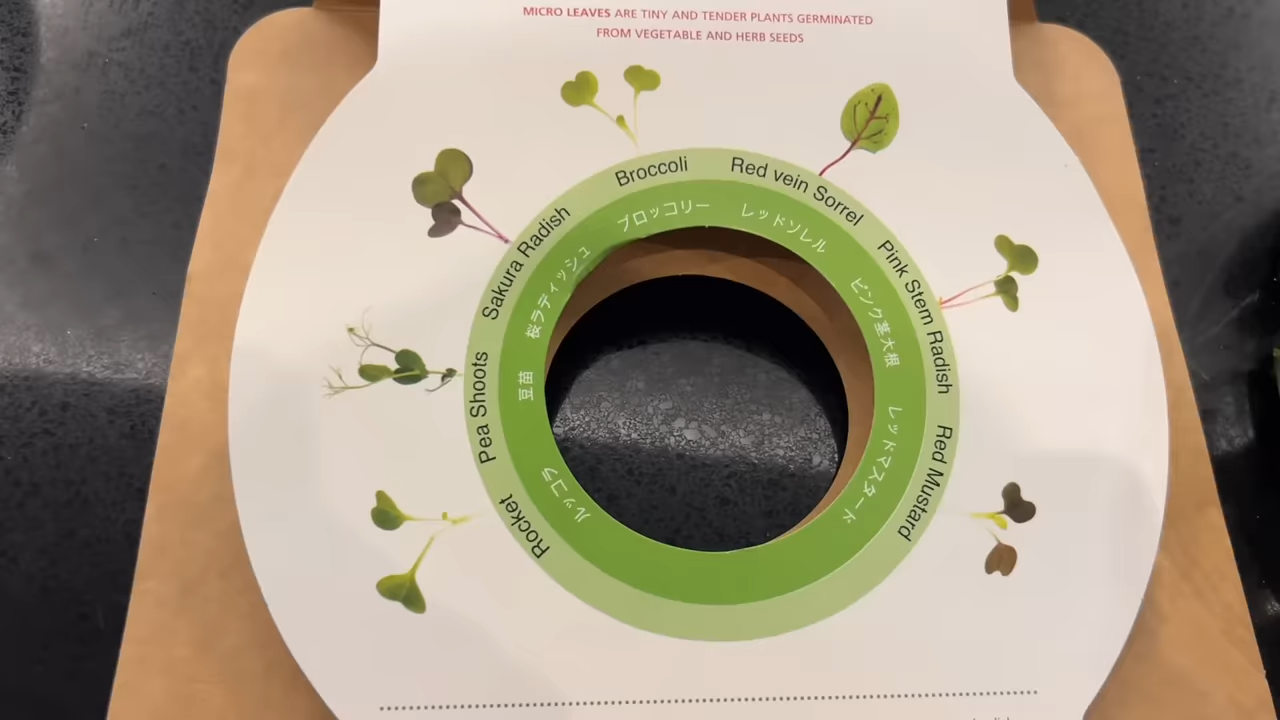 MICRO LEAVES ARE TINY AND TENDER PLANTS GERMINATED
FROM VEGETABLE AND HERB SEEDS
Rocket
ルッコラ
Pea Shoots
豆苗
Sakura Radish
桜ラディッシュ
Broccoli
ブロッコリー
Red vein Sorrel
レッドソレル
Pink Stem Radish
ピンク茎大根
Red Mustard
レッドマスタード